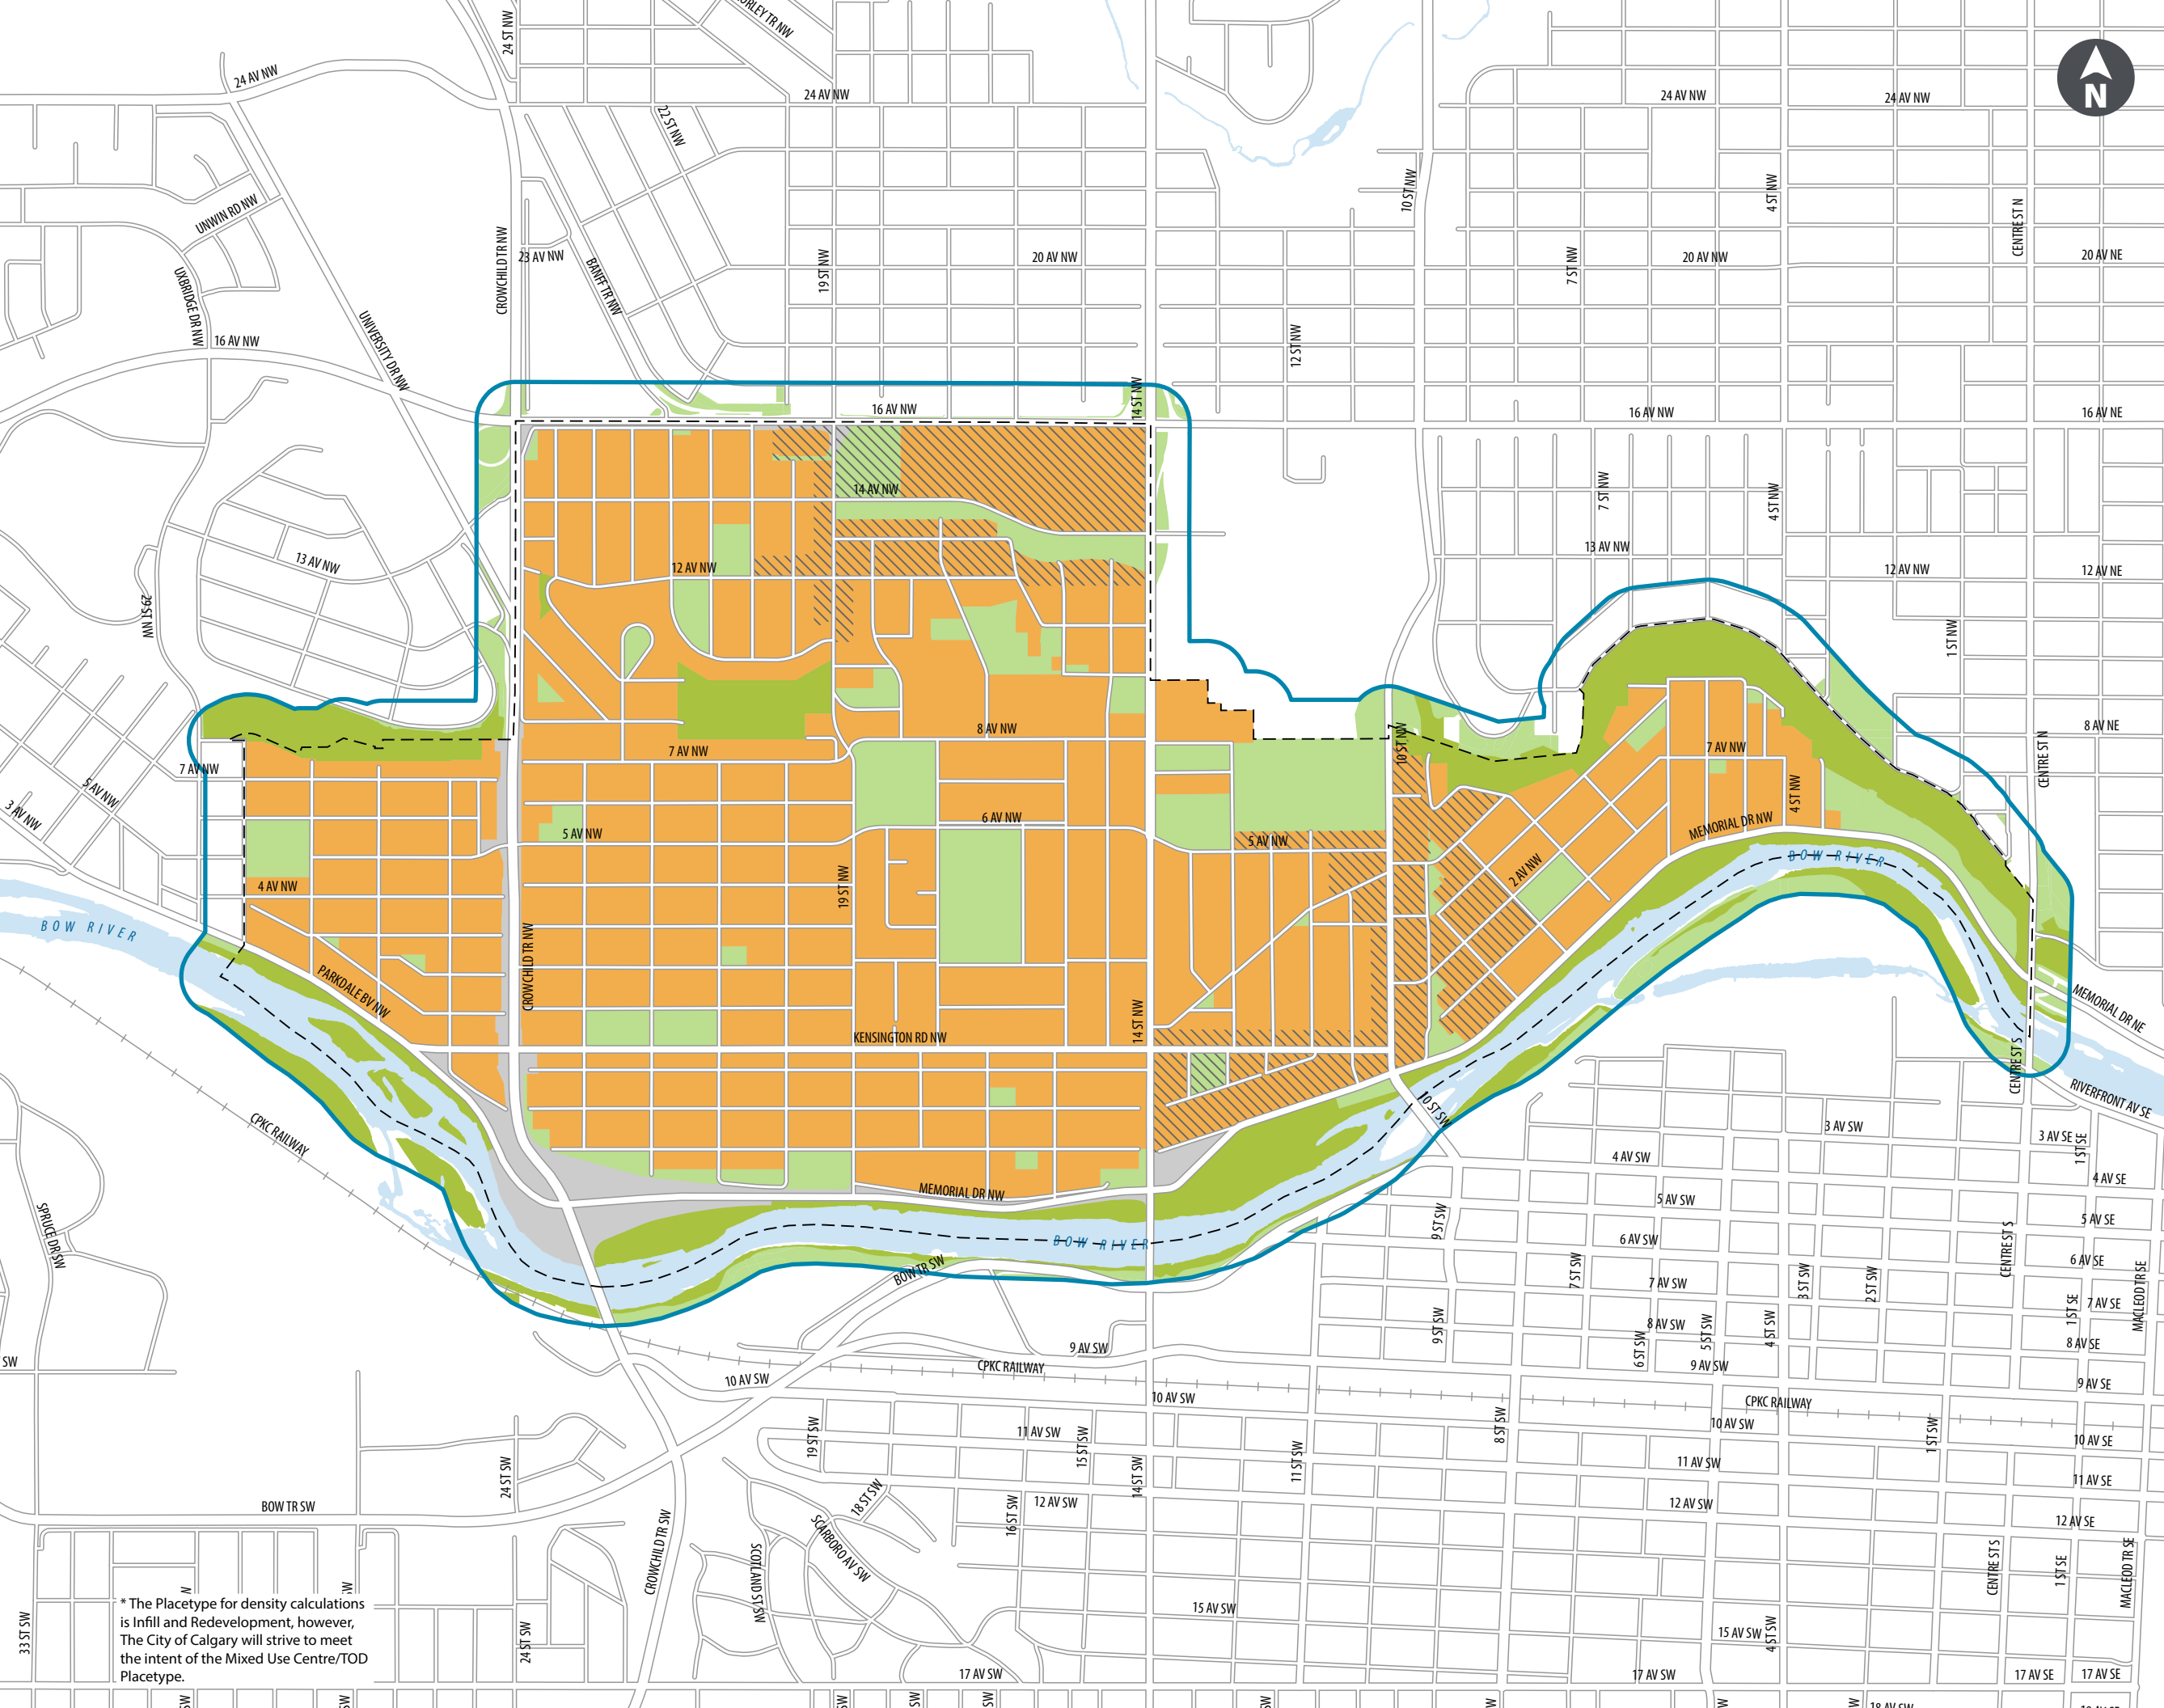 24 ST NW
MORLEY TR NW
24 AV NW
24 AV NW
24 AV NW
24 AV NW
N
22 ST NW
UNWIN RD NW
10 ST NW
4 ST NW
CENTRE ST N
CROWCHILD TR NW
23 AV NW
BANFF TR NW
19 ST NW
20 AV NW
7 ST NW
20 AV NW
20 AV NE
UXBRIDGE DR NW
UNIVERSITY DR NW
16 AV NW
12 ST NW
14 ST NW
16 AV NW
16 AV NW
16 AV NE
14 AV NW
7 ST NW
4 ST NW
13 AV NW
12 AV NW
13 AV NW
12 AV NW
12 AV NE
29 ST NW
1 ST NW
7 AV NW
5 AV NW
3 AV NW
8 AV NW
7 AV NW
10 ST NW
7 AV NW
8 AV NE
CENTRE ST N
4 ST NW
6 AV NW
5 AV NW
5 AV NW
MEMORIAL DR NW
BOW RIVER
4 AV NW
19 ST NW
2 AV NW
BOW RIVER
PARKDALE BV NW
CROWCHILD TR NW
14 ST NW
KENSINGTON RD NW
MEMORIAL DR NE
CENTRE ST S
RIVERFRONT AV SE
CPKC RAILWAY
10 ST SW
3 AV SW
3 AV SE
1 ST SE
4 AV SW
4 AV SE
MEMORIAL DR NW
5 AV SW
5 AV SE
SPRUCE DR SW
BOW RIVER
9 ST SW
6 AV SW
CENTRE ST S
6 AV SE
BOW TR SW
7 ST SW
7 AV SW
3 ST SW
2 ST SW
MACLEOD TR SE
1 ST SE
7 AV SE
9 ST SW
8 AV SW
6 ST SW
5 ST SW
4 ST SW
8 AV SE
SW
9 AV SW
CPKC RAILWAY
9 AV SW
10 AV SW
9 AV SE
10 AV SW
CPKC RAILWAY
10 AV SW
19 ST SW
11 AV SW
15 ST SW
11 ST SW
8 ST SW
1 ST SW
10 AV SE
24 ST SW
14 ST SW
11 AV SW
11 AV SE
BOW TR SW
18 ST SW
12 AV SW
16 ST SW
12 AV SW
12 AV SE
CROWCHILD TR SW
SCOTLAND ST SW
SCARBORO AV SW
CENTRE ST S
1 ST SE
MACLEOD TR SE
W
SW
* The Placetype for density calculations
is Infill and Redevelopment, however,
The City of Calgary will strive to meet
the intent of the Mixed Use Centre/TOD
Placetype.
33 ST SW
24 ST SW
15 AV SW
15 AV SW
4 ST SW
17 AV SW
17 AV SW
17 AV SE
17 AV SE
SW
SW
SW
SW
SW
SW
W
W
W
18 AV SW